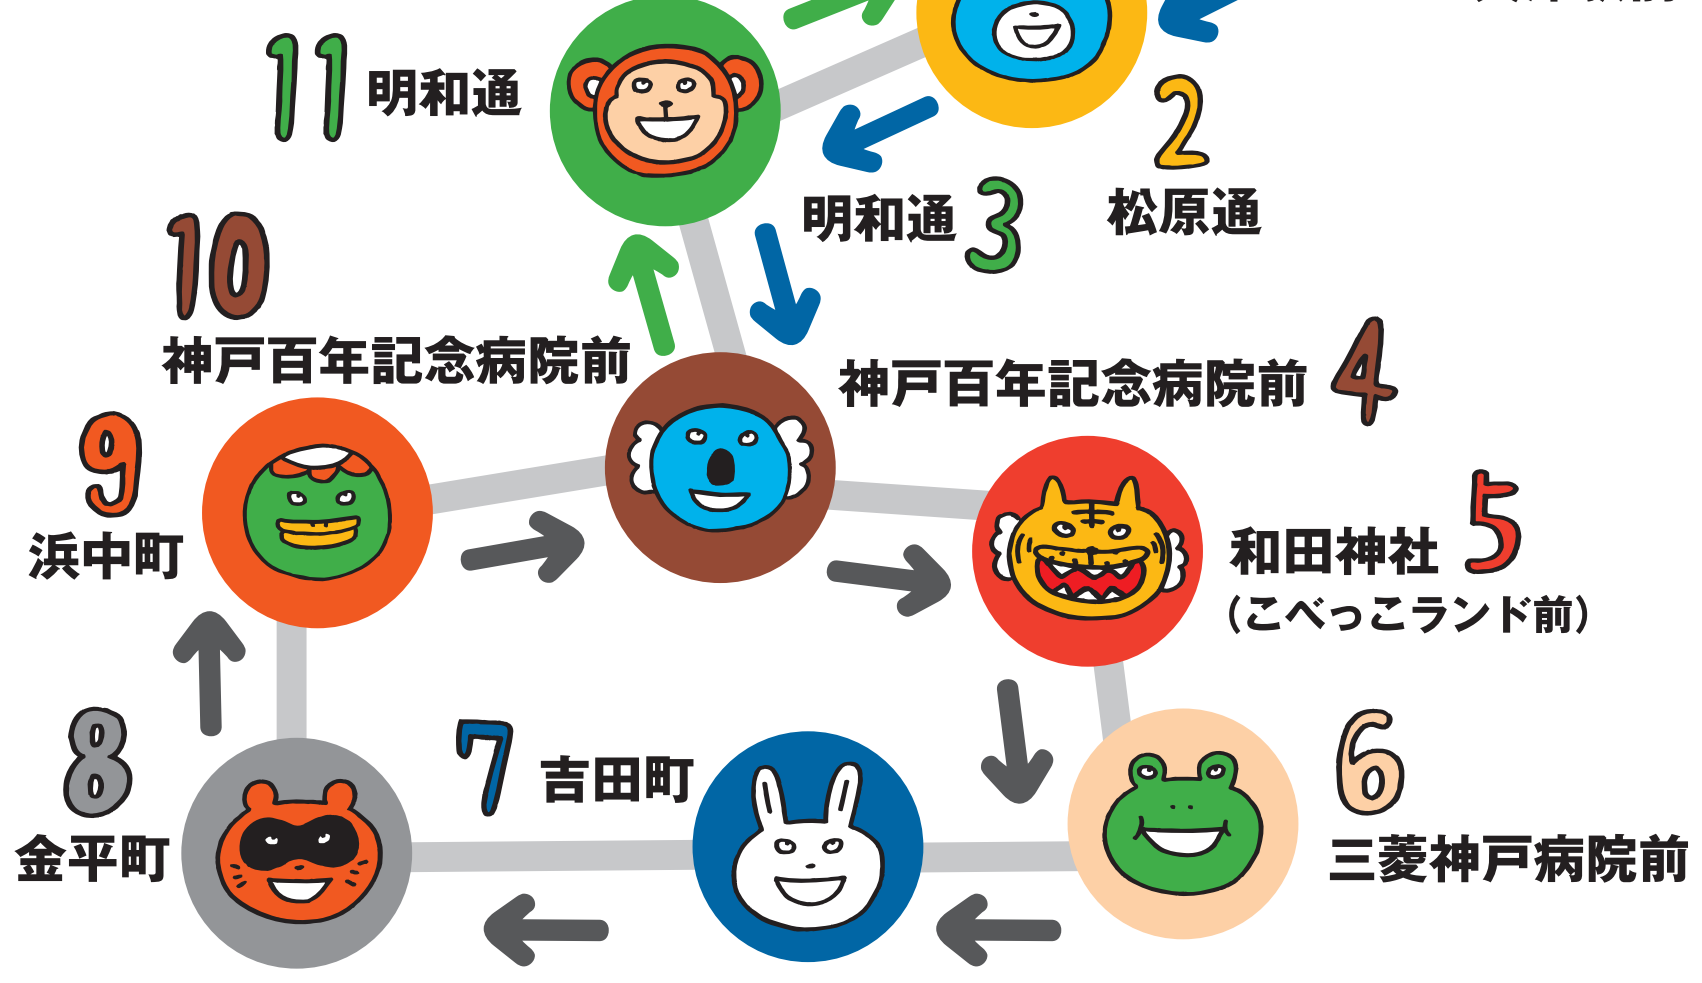 11 明和通
2
松原通
明和通 3
10
神戸百年記念病院前
神戸百年記念病院前 4
9
浜中町
和田神社 5
(こべっこランド前)
8
金平町
7 吉田町
6
三菱神戸病院前